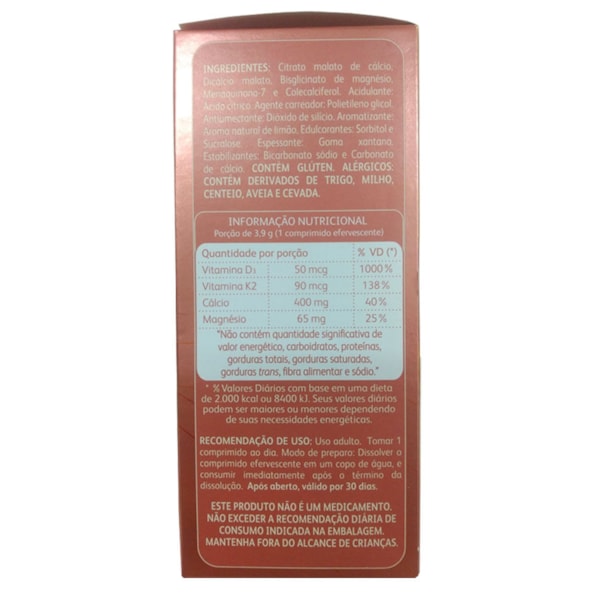 INGREDIENTES: Citrato malato de cálcio,
Dicálcio malato, Bisglicinato de magnésio,
Menaquinona-7 e Colecalciferol. Acidulante:
Ácido cítrico. Agente carreador: Polietileno glicol.
Antiumectante: Dióxido de silício. Aromatizante:
Aroma natural de limão. Edulcorantes: Sorbitol e
Sucralose. Espessante: Goma xantana.
Estabilizantes: Bicarbonato sódio e Carbonato
de cálcio. CONTÉM GLÚTEN. ALÉRGICOS:
CONTÉM DERIVADOS DE TRIGO, MILHO,
CENTEIO, AVEIA E CEVADA.
INFORMAÇÃO NUTRICIONAL
Porção de 3,9 g (1 comprimido efervescente)
Quantidade por porção % VD (*)
Vitamina D3 50 mcg 1000%
Vitamina K2 90 mcg 138%
Cálcio 400 mg 40%
Magnésio 65 mg 25%
"Não contém quantidade significativa de
valor energético, carboidratos, proteínas,
gorduras totais, gorduras saturadas,
gorduras trans, fibra alimentar e sódio."
* % Valores Diários com base em uma dieta
de 2.000 kcal ou 8400 kJ. Seus valores diários
podem ser maiores ou menores dependendo
de suas necessidades energéticas.
RECOMENDAÇÃO DE USO: Uso adulto. Tomar 1
comprimido ao dia. Modo de preparo: Dissolver o
comprimido efervescente em um copo de água, e
consumir imediatamente após o término da
dissolução. Após aberto, válido por 30 dias.
ESTE PRODUTO NÃO É UM MEDICAMENTO.
NÃO EXCEDER A RECOMENDAÇÃO DIÁRIA DE
CONSUMO INDICADA NA EMBALAGEM.
MANTENHA FORA DO ALCANCE DE CRIANÇAS.